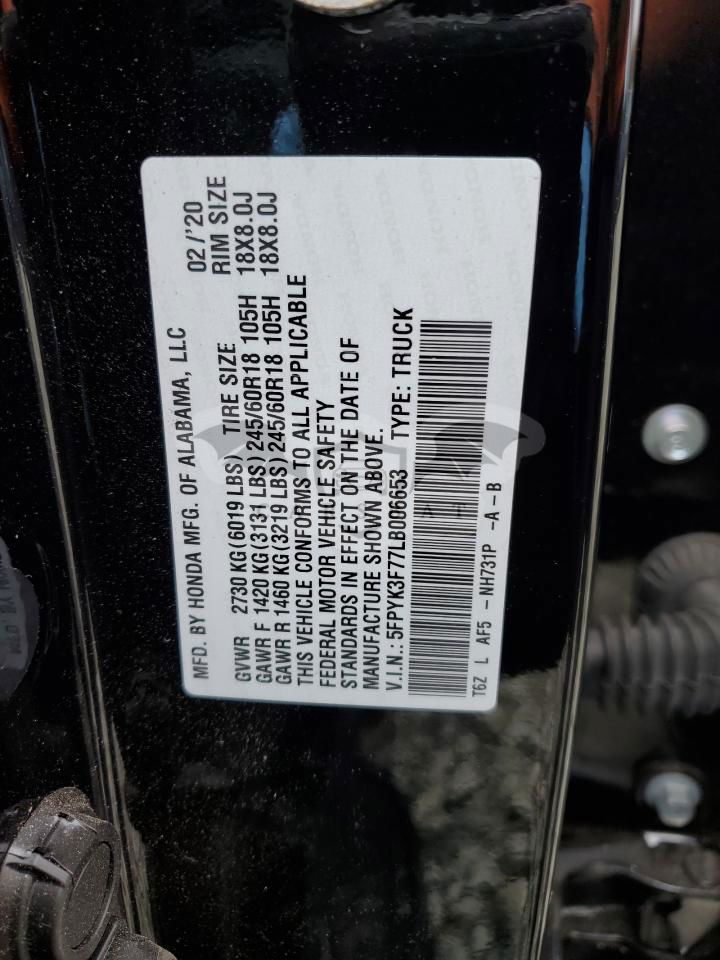 MFD. BY HONDA MFG. OF ALABAMA, LLC 02/'20
GVWR 2730 KG (6019 LBS) TIRE SIZE RIM SIZE
GAWR F 1420 KG (3131 LBS) 245/60R18 105H 18X8.0J
GAWR R 1460 KG (3219 LBS) 245/60R18 105H 18X8.0J
THIS VEHICLE CONFORMS TO ALL APPLICABLE
FEDERAL MOTOR VEHICLE SAFETY
STANDARDS IN EFFECT ON THE DATE OF
MANUFACTURE SHOWN ABOVE.
V.I.N.: 5FPYK3F77LB006653 TYPE: TRUCK
T6Z L AF5 - NH731P -A-B